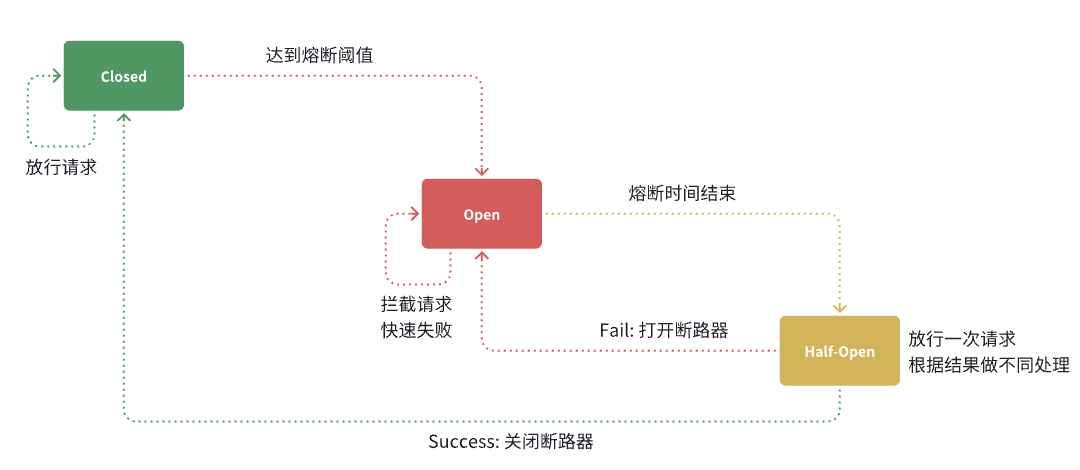 达到熔断阈值
Closed
放行请求
熔断时间结束
Open
拦截请求
快速失败
Fail: 打开断路器
Half-Open
放行一次请求
根据结果做不同处理
Success: 关闭断路器